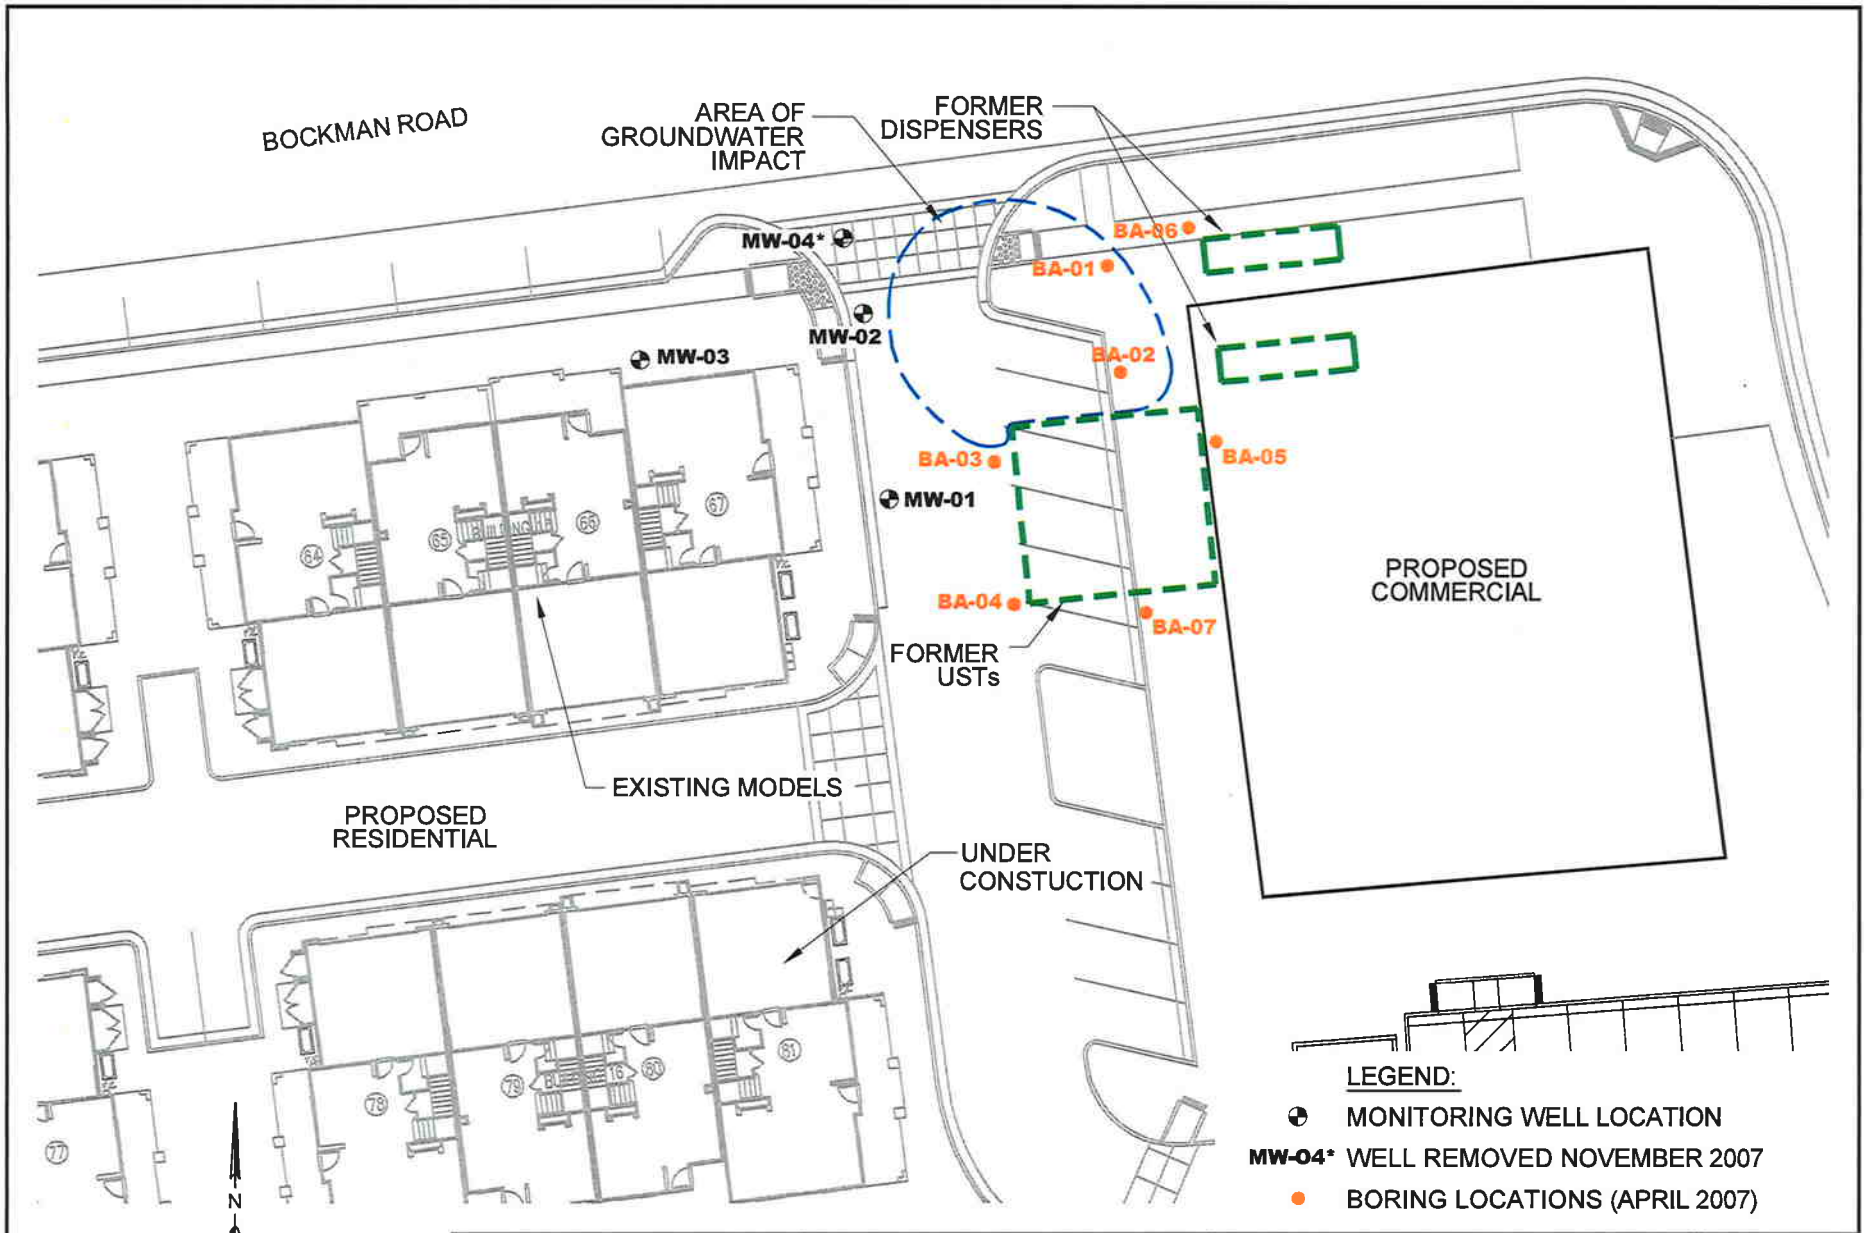 BOCKMAN ROAD
AREA OF
GROUNDWATER
IMPACT
FORMER
DISPENSERS
MW-04*
BA-06
BA-01
MW-02
MW-03
BA-02
BA-03
BA-05
MW-01
64
65
66
67
PROPOSED
COMMERCIAL
BA-04
BA-07
FORMER
USTs
EXISTING MODELS
PROPOSED
RESIDENTIAL
UNDER
CONSTUCTION
77
78
79
16
80
81
N
LEGEND:
MONITORING WELL LOCATION
MW-04* WELL REMOVED NOVEMBER 2007
BORING LOCATIONS (APRIL 2007)